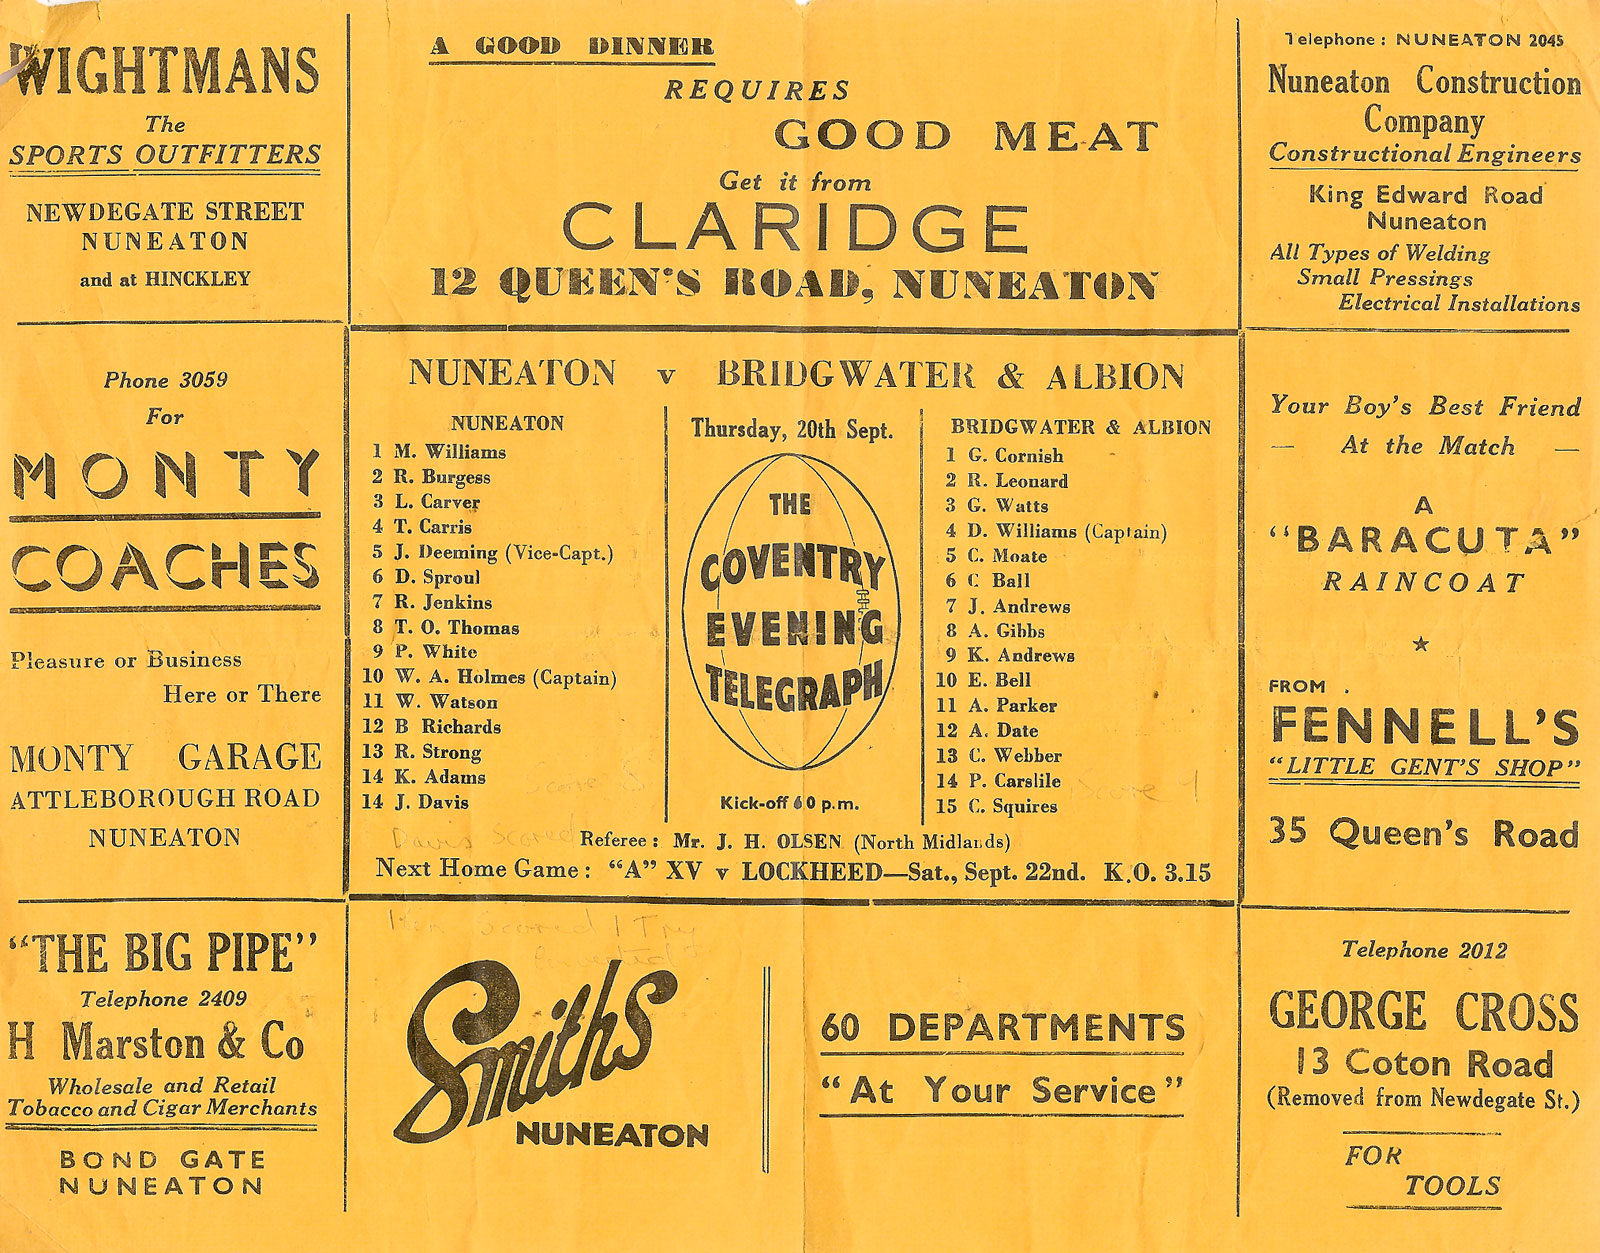 WIGHTMANS
The
SPORTS OUTFITTERS
NEWDEGATE STREET
NUNEATON
and at HINCKLEY
A GOOD DINNER
REQUIRES
GOOD MEAT
Get it from
CLARIDGE
12 QUEEN'S ROAD, NUNEATON
Telephone: NUNEATON 2045
Nuneaton Construction
Company
Constructional Engineers
King Edward Road
Nuneaton
All Types of Welding
Small Pressings
Electrical Installations
Phone 3059
For
MONTY
COACHES
Pleasure or Business
Here or There
MONTY GARAGE
ATTLEBOROUGH ROAD
NUNEATON
NUNEATON v BRIDGWATER & ALBION
NUNEATON
1 M. Williams
2 R. Burgess
3 L. Carver
4 T. Carris
5 J. Deeming (Vice-Capt.)
6 D. Sproul
7 R. Jenkins
8 T. O. Thomas
9 P. White
10 W. A. Holmes (Captain)
11 W. Watson
12 B Richards
13 R. Strong
14 K. Adams
14 J. Davis
Thursday, 20th Sept.
THE
COVENTRY
EVENING
TELEGRAPH
Kick-off 6 0 p.m.
BRIDGWATER & ALBION
1 G. Cornish
2 R. Leonard
3 G. Watts
4 D. Williams (Captain)
5 C. Moate
6 C Ball
7 J. Andrews
8 A. Gibbs
9 K. Andrews
10 E. Bell
11 A. Parker
12 A. Date
13 C. Webber
14 P. Carslile
15 C. Squires
Davis Scored
Referee: Mr. J. H. OLSEN (North Midlands)
Next Home Game: "A" XV v LOCKHEED—Sat., Sept. 22nd. K.O. 3.15
Your Boy's Best Friend
— At the Match —
A
"BARACUTA"
RAINCOAT
★
FROM .
FENNELL'S
"LITTLE GENT'S SHOP"
35 Queen's Road
"THE BIG PIPE"
Telephone 2409
H Marston & Co
Wholesale and Retail
Tobacco and Cigar Merchants
BOND GATE
NUNEATON
Ken Scored 1 Try
Converted
Smiths
NUNEATON
60 DEPARTMENTS
"At Your Service"
Telephone 2012
GEORGE CROSS
13 Coton Road
(Removed from Newdegate St.)
FOR
TOOLS